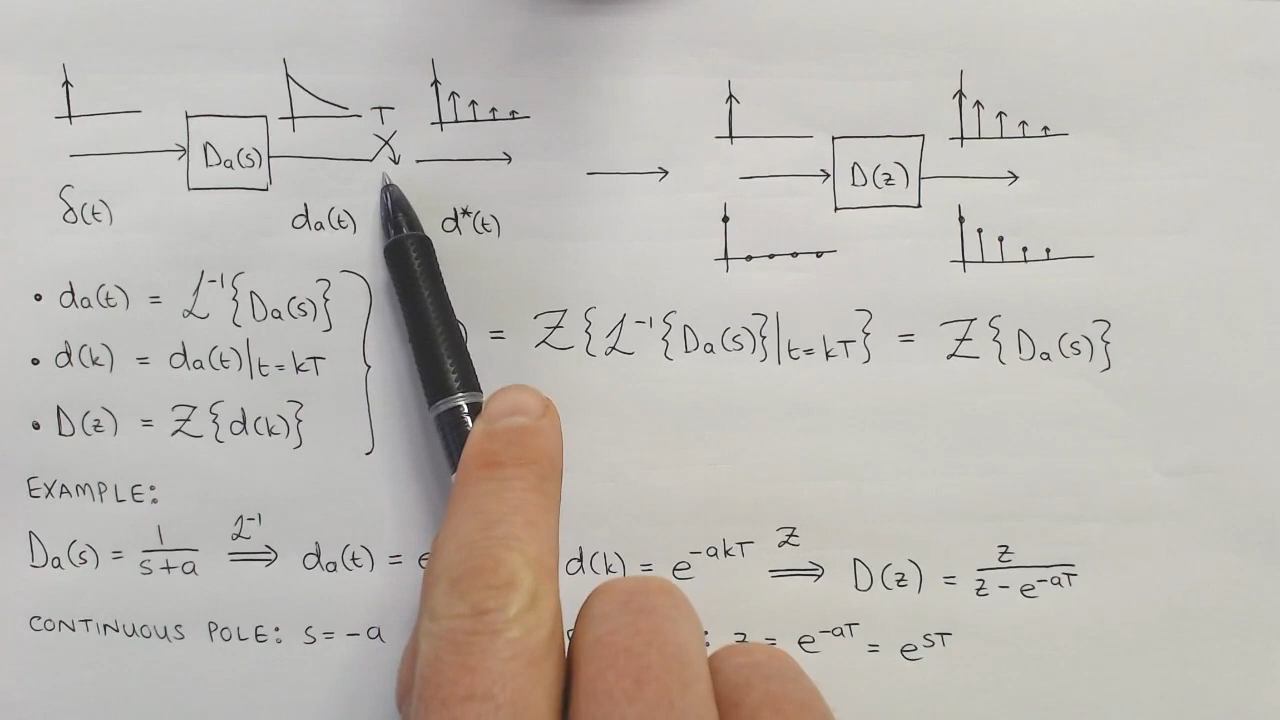 T
Da(s)
D(z)
δ(t)
da(t)
d*(t)
• da(t) = ℒ⁻¹{Da(s)}
• d(k) = da(t)|t=kT
• D(z) = Z{d(k)}
) = Z{ℒ⁻¹{Da(s)}|t=kT} = Z{Da(s)}
EXAMPLE:
Da(s) = 1/(s+a) ⟹ ℒ⁻¹ da(t) = d(k) = e^-akT ⟹ Z D(z) = z/(z - e^-aT)
CONTINUOUS POLE: s = -a : z = e^-aT = e^sT